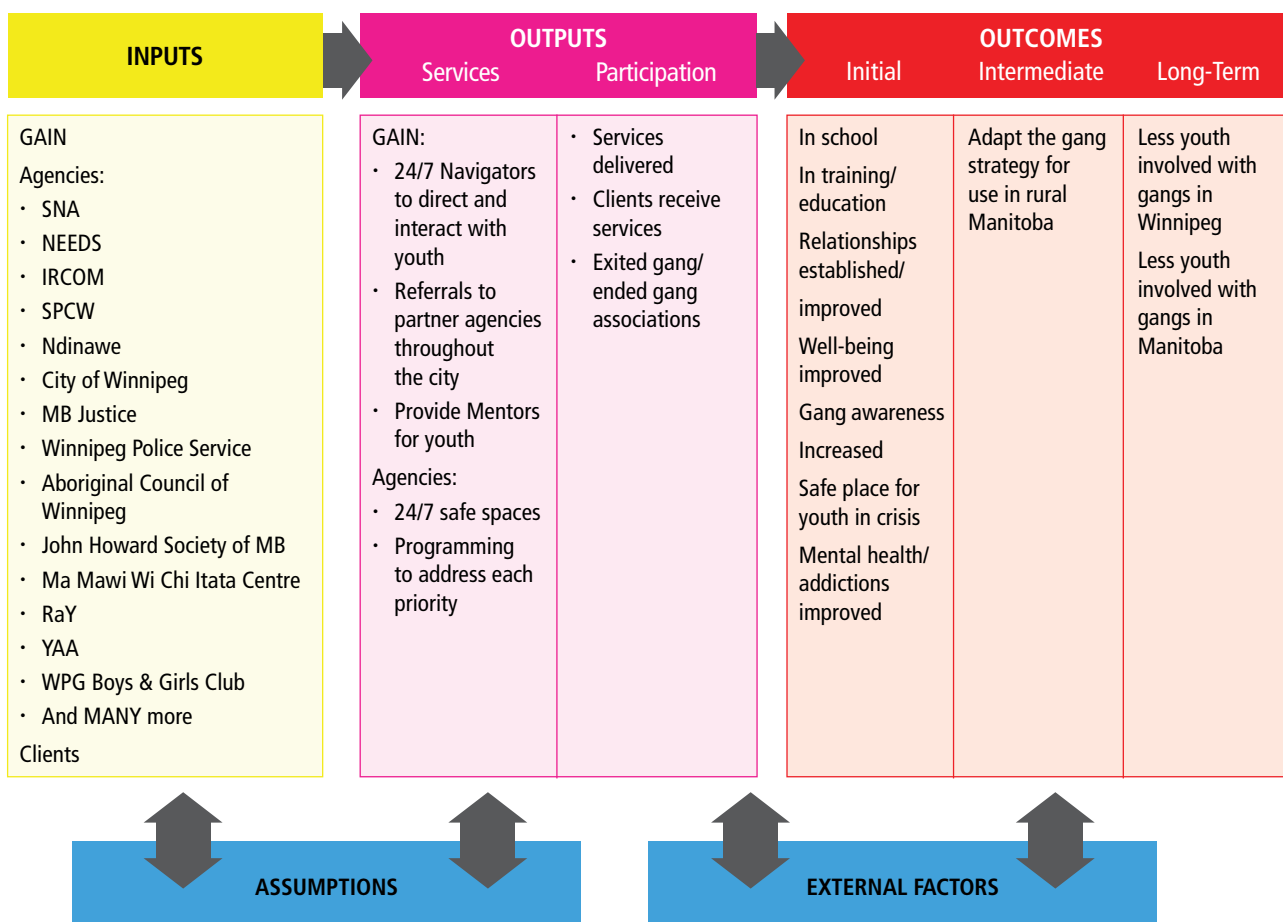 INPUTS
OUTPUTS
Services
Participation
OUTCOMES
Initial
Intermediate
Long-Term
GAIN
Agencies:
· SNA
· NEEDS
· IRCOM
· SPCW
· Ndinawe
· City of Winnipeg
· MB Justice
· Winnipeg Police Service
· Aboriginal Council of
Winnipeg
· John Howard Society of MB
· Ma Mawi Wi Chi Itata Centre
· RaY
· YAA
· WPG Boys & Girls Club
· And MANY more
Clients
GAIN:
· 24/7 Navigators
to direct and
interact with
youth
· Referrals to
partner agencies
throughout
the city
· Provide Mentors
for youth
Agencies:
· 24/7 safe spaces
· Programming
to address each
priority
· Services
delivered
· Clients receive
services
· Exited gang/
ended gang
associations
In school
In training/
education
Relationships
established/
improved
Well-being
improved
Gang awareness
Increased
Safe place for
youth in crisis
Mental health/
addictions
improved
Adapt the gang
strategy for
use in rural
Manitoba
Less youth
involved with
gangs in
Winnipeg
Less youth
involved with
gangs in
Manitoba
ASSUMPTIONS
EXTERNAL FACTORS